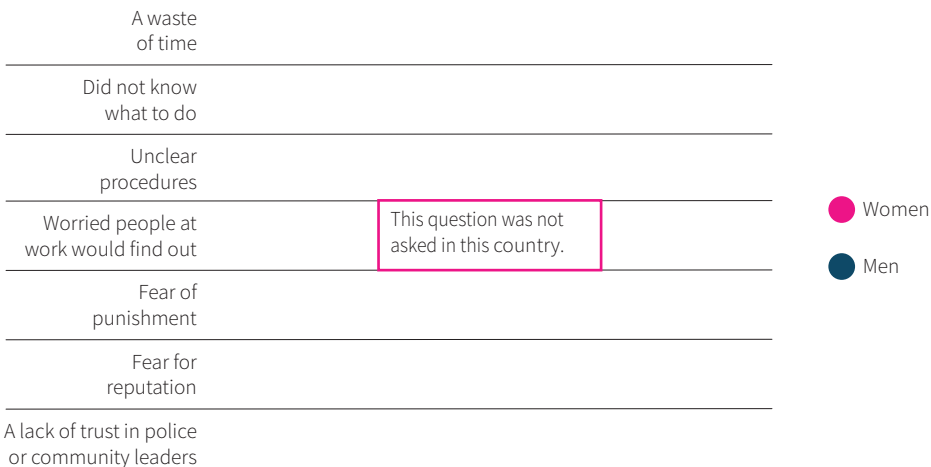 A waste
of time
Did not know
what to do
Unclear
procedures
Worried people at
work would find out
This question was not
asked in this country.
Fear of
punishment
Fear for
reputation
A lack of trust in police
or community leaders
Women
Men